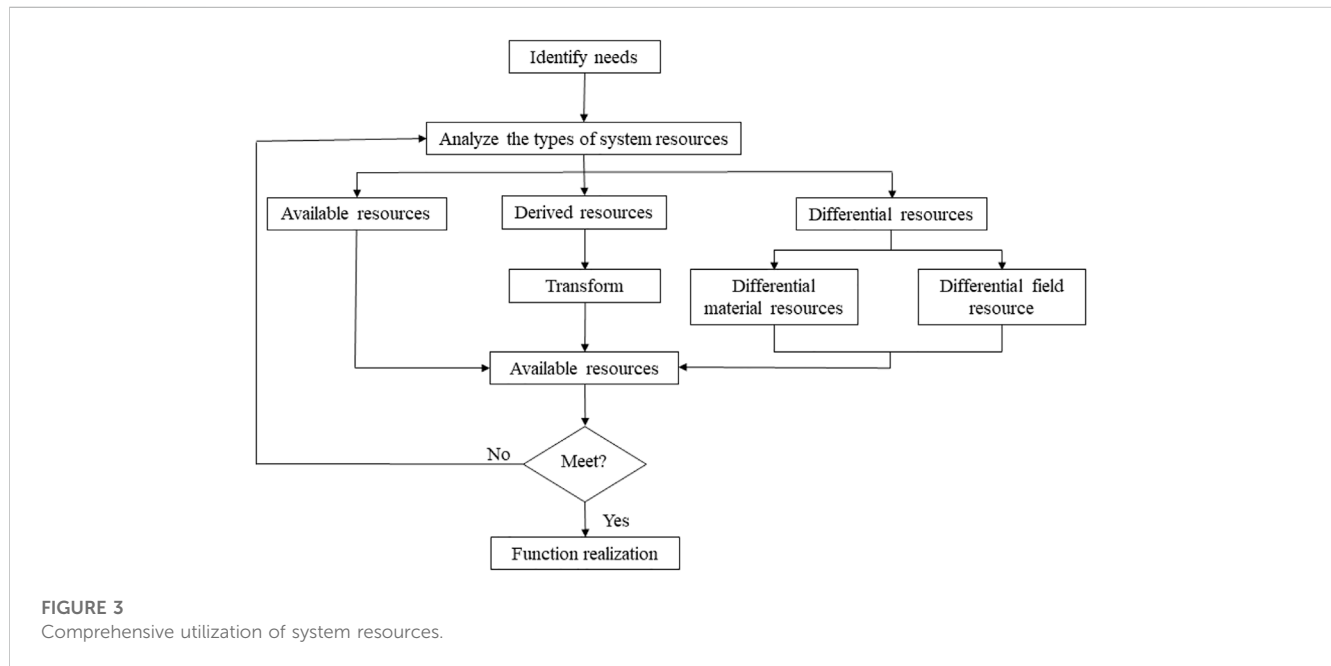 Identify needs
Analyze the types of system resources
Available resources
Derived resources
Differential resources
Transform
Differential
material resources
Differential field
resource
Available resources
No
Meet?
Yes
Function realization
FIGURE 3
Comprehensive utilization of system resources.